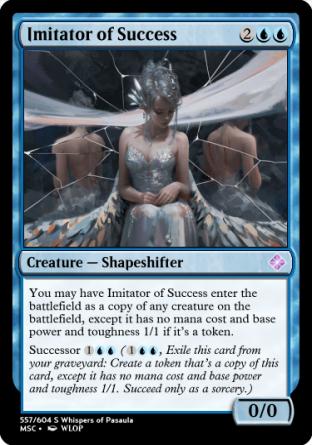 Imitator of Success 2
Creature — Shapeshifter
You may have Imitator of Success enter the
battlefield as a copy of any creature on the
battlefield, except it has no mana cost and base
power and toughness 1/1 if it's a token.
Successor 1 ( 1 , Exile this card from
your graveyard: Create a token that's a copy of this
card, except it has no mana cost and base power
and toughness 1/1. Succeed only as a sorcery.)
0/0
557/604 S Whispers of Pasaula
MSC • WLOP